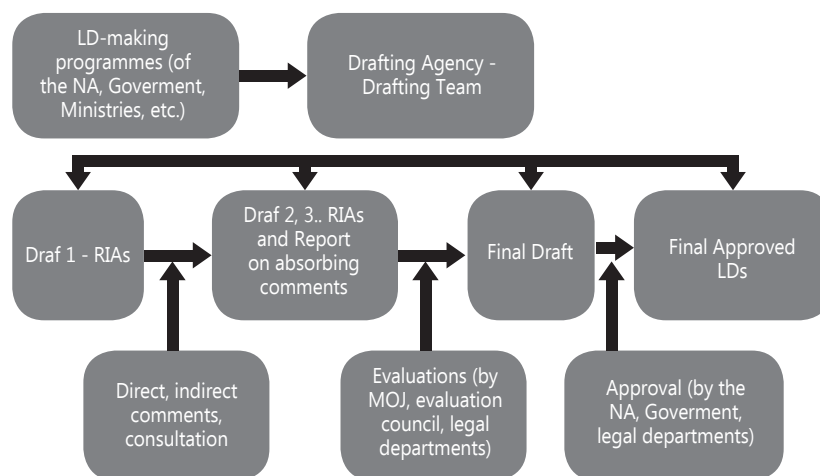 LD-making
programmes (of
the NA, Goverment,
Ministries, etc.)
Drafting Agency -
Drafting Team
Draf 1 - RIAs
Draf 2, 3.. RIAs
and Report
on absorbing
comments
Final Draft
Final Approved
LDs
Direct, indirect
comments,
consultation
Evaluations (by
MOJ, evaluation
council, legal
departments)
Approval (by the
NA, Goverment,
legal departments)